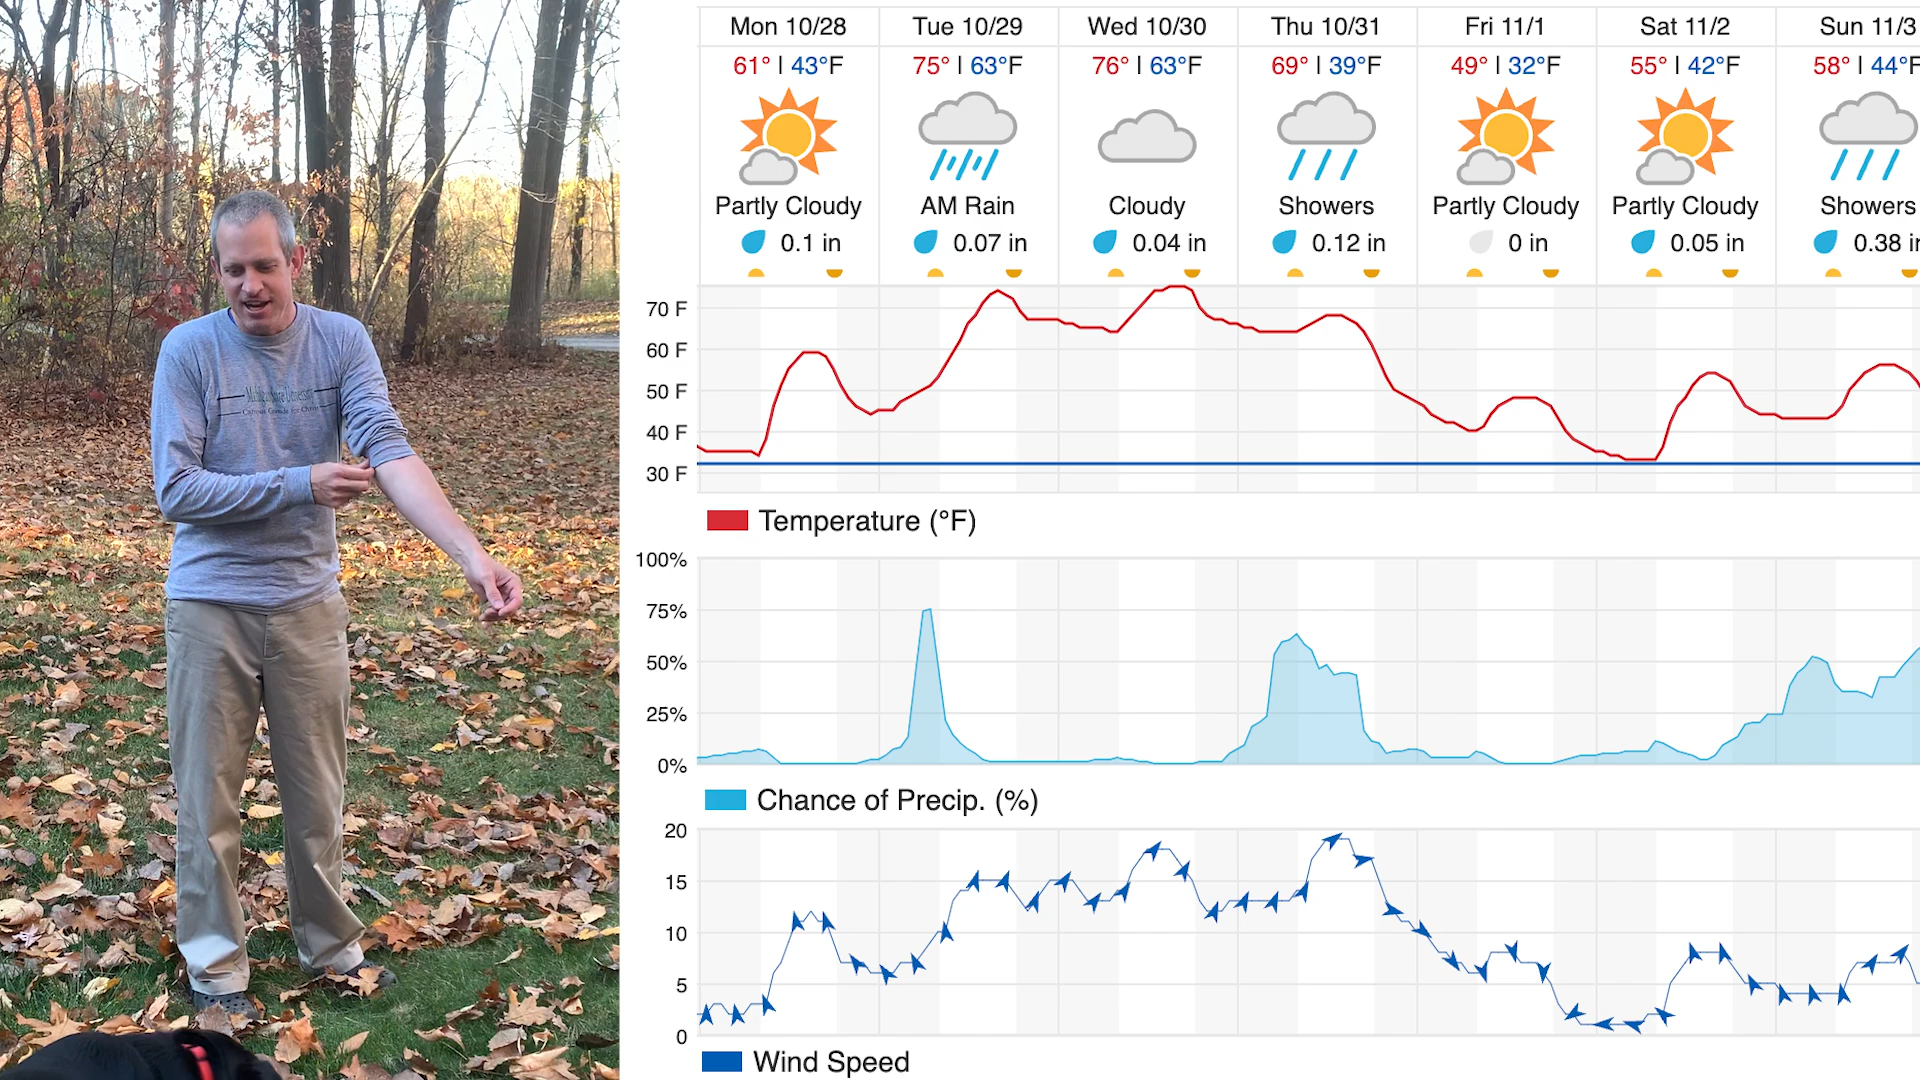 Mon 10/28 Tue 10/29 Wed 10/30 Thu 10/31 Fri 11/1 Sat 11/2 Sun 11/3
61° | 43°F 75° | 63°F 76° | 63°F 69° | 39°F 49° | 32°F 55° | 42°F 58° | 44°F
Partly Cloudy AM Rain Cloudy Showers Partly Cloudy Partly Cloudy Showers
0.1 in 0.07 in 0.04 in 0.12 in 0 in 0.05 in 0.38 in
70 F
60 F
50 F
40 F
30 F
Temperature (°F)
100%
75%
50%
25%
0%
Chance of Precip. (%)
20
15
10
5
0
Wind Speed